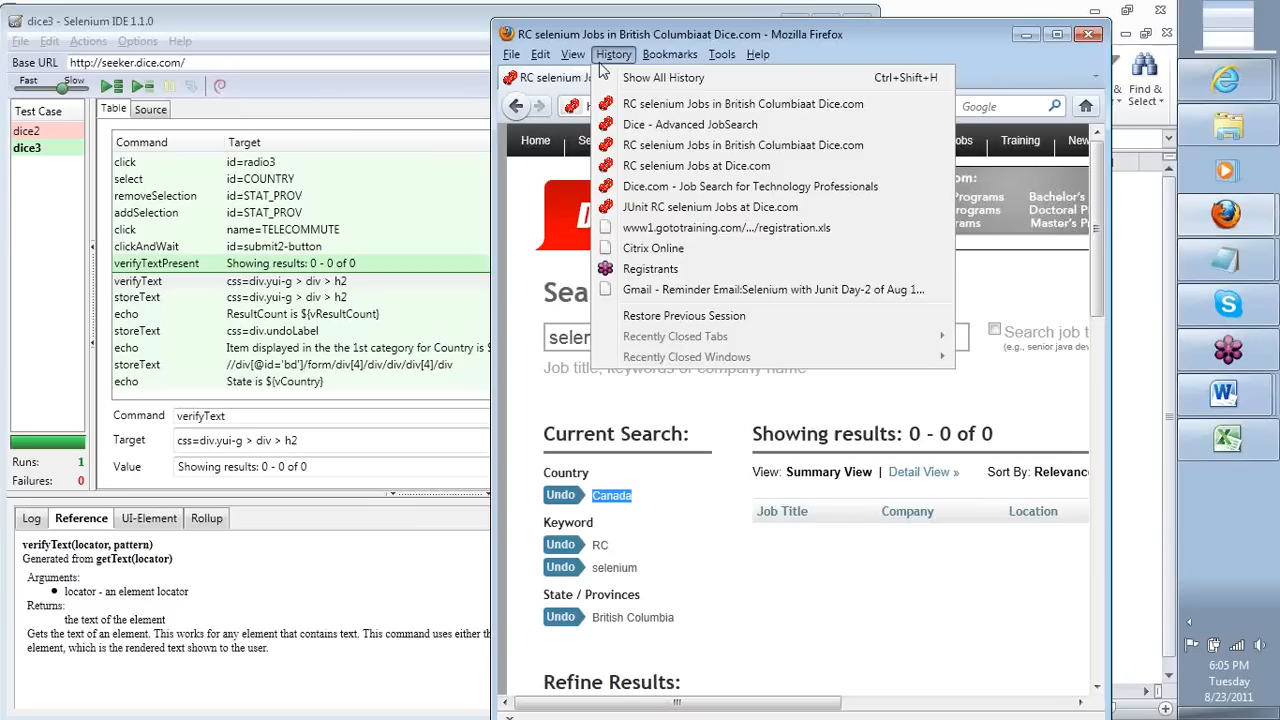 dice3 - Selenium IDE 1.1.0
File Edit Actions Options Help
Base URL http://seeker.dice.com/
Fast Slow
Test Case
dice2
dice3
Runs: 1
Failures: 0
Table Source
Command Target
click id=radio3
select id=COUNTRY
removeSelection id=STAT_PROV
addSelection id=STAT_PROV
click name=TELECOMMUTE
clickAndWait id=submit2-button
verifyTextPresent Showing results: 0 - 0 of 0
verifyText css=div.yui-g > div > h2
storeText css=div.yui-g > div > h2
echo ResultCount is ${vResultCount}
storeText css=div.undoLabel
echo Item displayed in the the 1st category for Country is $
storeText //div[@id='bd']/form/div[4]/div/div/div[4]/div
echo State is ${vCountry}
Command verifyText
Target css=div.yui-g > div > h2
Value Showing results: 0 - 0 of 0
Log Reference UI-Element Rollup
verifyText(locator, pattern)
Generated from getText(locator)
Arguments:
locator - an element locator
Returns:
the text of the element
Gets the text of an element. This works for any element that contains text. This command uses either th
element, which is the rendered text shown to the user.
RC selenium Jobs in British Columbiaat Dice.com - Mozilla Firefox
File Edit View History Bookmarks Tools Help
RC selenium Jo
Google
Show All History Ctrl+Shift+H
RC selenium Jobs in British Columbiaat Dice.com
Dice - Advanced JobSearch
RC selenium Jobs in British Columbiaat Dice.com
RC selenium Jobs at Dice.com
Dice.com - Job Search for Technology Professionals
JUnit RC selenium Jobs at Dice.com
www1.gototraining.com/.../registration.xls
Citrix Online
Registrants
Gmail - Reminder Email:Selenium with Junit Day-2 of Aug 1...
Restore Previous Session
Recently Closed Tabs
Recently Closed Windows
Home Se obs Training
om:
Programs Bachelor's
ograms Doctoral
rograms Master's
Sea
selen
Search job t
(e.g., senior java dev
Job title, keywords or company name
Current Search:
Country
Undo Canada
Keyword
Undo RC
Undo selenium
State / Provinces
Undo British Columbia
Refine Results:
Showing results: 0 - 0 of 0
View: Summary View | Detail View » Sort By: Relevance
Job Title Company Location
Find &
Select
6:05 PM
Tuesday
8/23/2011